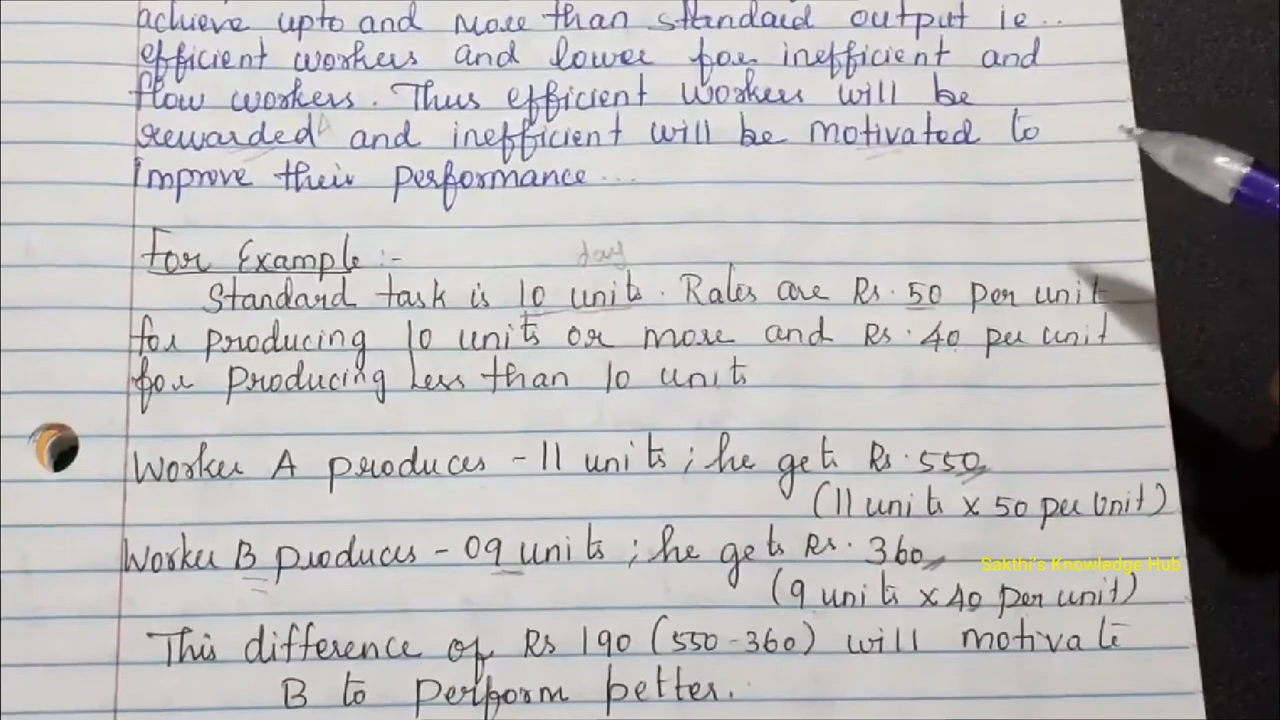 achieve upto and more than standard output ie..
efficient workers and lower for inefficient and
flow workers. Thus efficient workers will be
rewarded and inefficient will be motivated to
Improve their performance...
For Example :-
day
Standard task is 10 units. Rates are Rs. 50 per unit
for producing 10 units or more and Rs. 40 per unit
for producing less than 10 units
Worker A produces - 11 units ; he gets Rs. 550
(11 units x 50 per Unit)
Worker B produces - 09 units ; he gets Rs. 360
Sakthi's Knowledge Hub
(9 units x 40 per unit)
This difference of Rs 190 (550-360) will motivate
B to perform better.